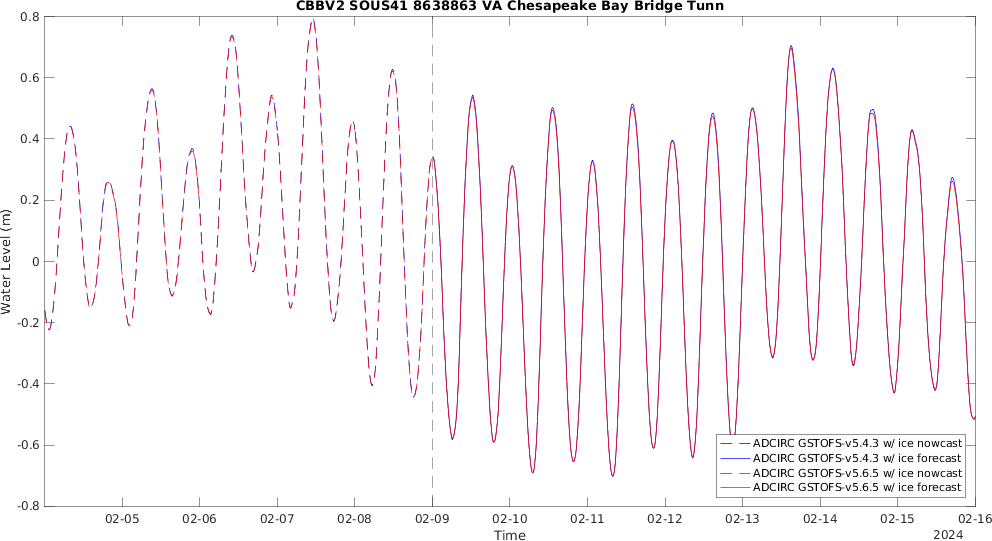 CBBV2 SOUS41 8638863 VA Chesapeake Bay Bridge Tunn
Water Level (m)
0.8
0.6
0.4
0.2
0
-0.2
-0.4
-0.6
-0.8
ADCIRC GSTOFS-v5.4.3 w/ ice nowcast
ADCIRC GSTOFS-v5.4.3 w/ ice forecast
ADCIRC GSTOFS-v5.6.5 w/ ice nowcast
ADCIRC GSTOFS-v5.6.5 w/ ice forecast
02-05 02-06 02-07 02-08 02-09 02-10 02-11 02-12 02-13 02-14 02-15 02-16
Time
2024